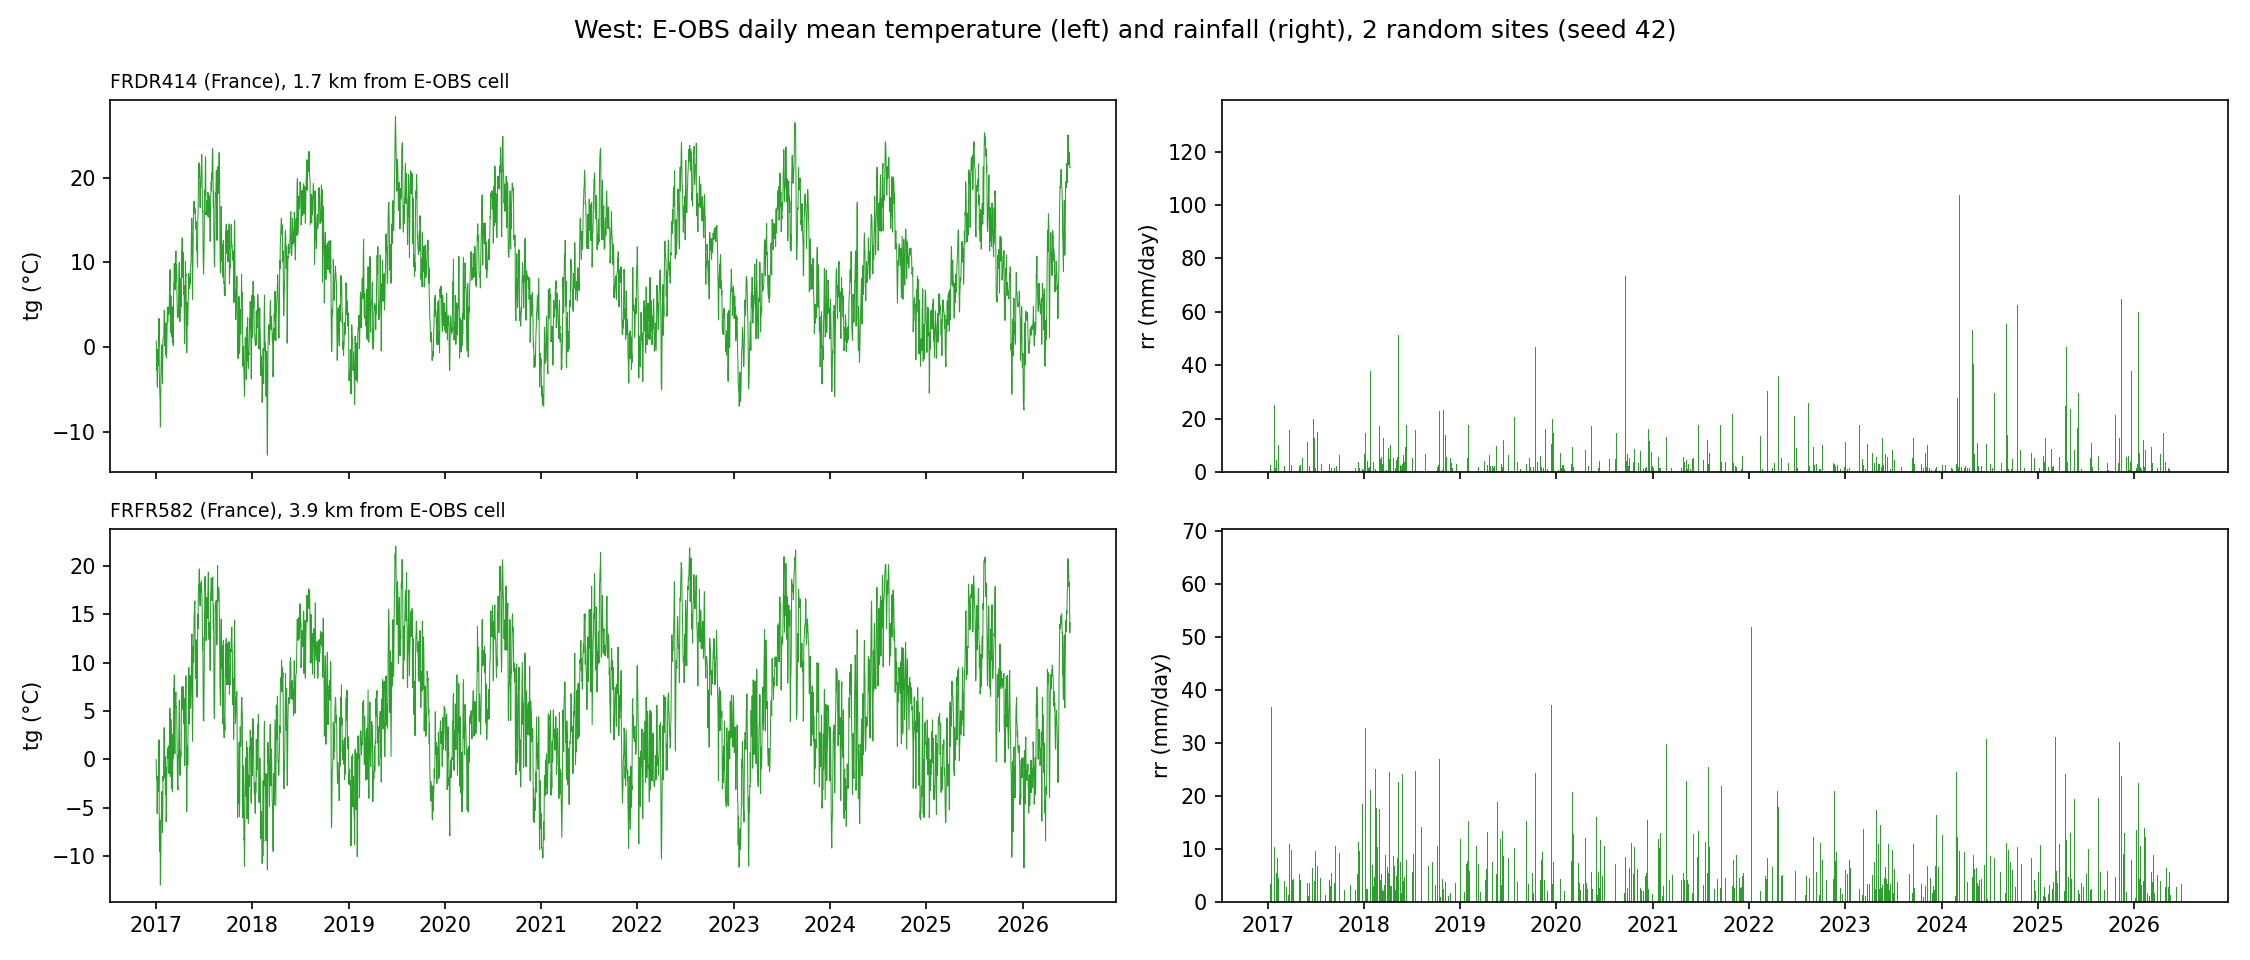 West: E-OBS daily mean temperature (left) and rainfall (right), 2 random sites (seed 42)
FRDR414 (France), 1.7 km from E-OBS cell
tg (°C)
20
10
0
−10
rr (mm/day)
120
100
80
60
40
20
0
2017 2018 2019 2020 2021 2022 2023 2024 2025 2026
FRFR582 (France), 3.9 km from E-OBS cell
tg (°C)
20
15
10
5
0
−5
−10
2017 2018 2019 2020 2021 2022 2023 2024 2025 2026
rr (mm/day)
70
60
50
40
30
20
10
0